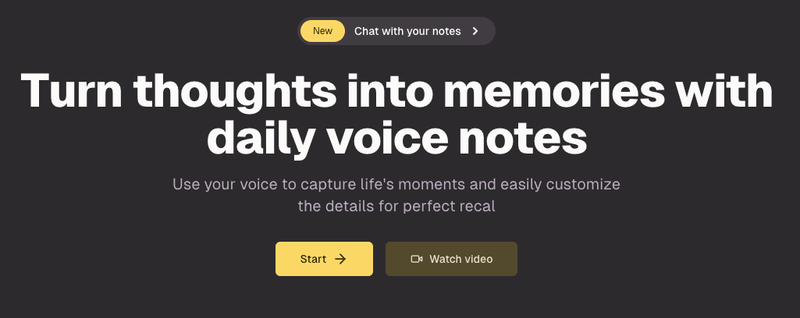 New Chat with your notes
Turn thoughts into memories with
daily voice notes
Use your voice to capture life's moments and easily customize
the details for perfect recal
Start Watch video